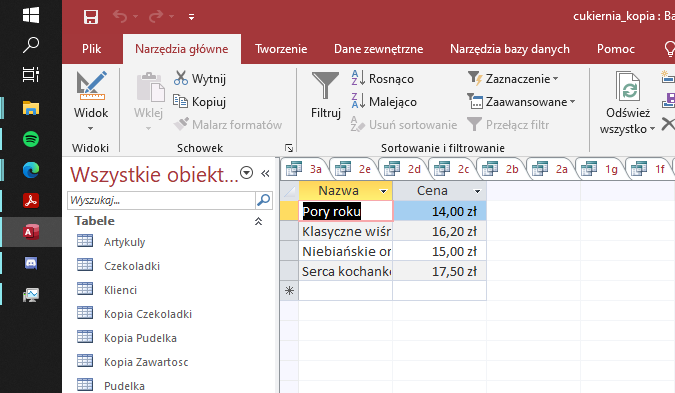 cukiernia_kopia : Ba
Plik Narzędzia główne Tworzenie Dane zewnętrzne Narzędzia bazy danych Pomoc
Widok
Widoki
Wklej
Wytnij
Kopiuj
Malarz formatów
Schowek
Filtruj
Rosnąco
Malejąco
Usuń sortowanie
Zaznaczenie
Zaawansowane
Przełącz filtr
Sortowanie i filtrowanie
Odśwież
wszystko
Wszystkie obiekt...
Wyszukaj...
Tabele
Artykuly
Czekoladki
Klienci
Kopia Czekoladki
Kopia Pudelka
Kopia Zawartosc
Pudelka
3a 2e 2d 2c 2b 2a 1g 1f
Nazwa Cena
Pory roku 14,00 zł
Klasyczne wiśr 16,20 zł
Niebiańskie or 15,00 zł
Serca kochank 17,50 zł